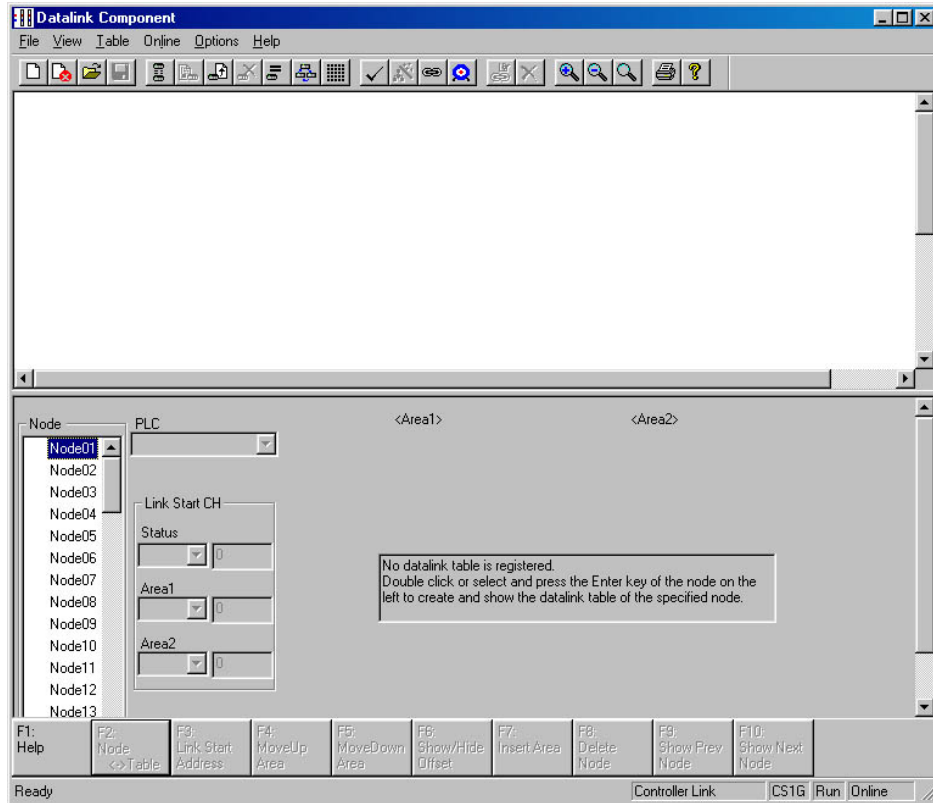 Datalink Component
File View Table Online Options Help
Node
PLC
<Area1>
<Area2>
Node01
Node02
Node03
Node04
Node05
Node06
Node07
Node08
Node09
Node10
Node11
Node12
Node13
Link Start CH
Status
0
Area1
0
Area2
0
No datalink table is registered.
Double click or select and press the Enter key of the node on the
left to create and show the datalink table of the specified node.
F1:
Help
F2:
Node
<->Table
F3:
Link Start
Address
F4:
MoveUp
Area
F5:
MoveDown
Area
F6:
Show/Hide
Offset
F7:
Insert Area
F8:
Delete
Node
F9:
Show Prev
Node
F10:
Show Next
Node
Ready
Controller Link
CS1G
Run
Online